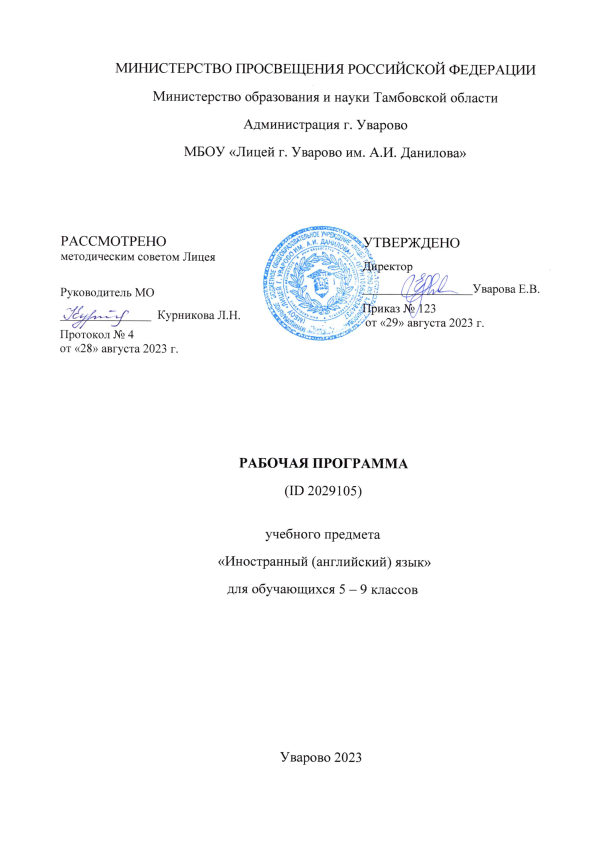 МИНИСТЕРСТВО ПРОСВЕЩЕНИЯ РОССИЙСКОЙ ФЕДЕРАЦИИ
Министерство образования и науки Тамбовской области
Администрация г. Уварово
МБОУ «Лицей г. Уварово им. А.И. Данилова»
РАССМОТРЕНО
методическим советом Лицея
Руководитель МО
Курникова Л.Н.
Протокол № 4
от «28» августа 2023 г.
УТВЕРЖДЕНО
Директор
Уварова Е.В.
Приказ № 123
от «29» августа 2023 г.
РАБОЧАЯ ПРОГРАММА
(ID 2029105)
учебного предмета
«Иностранный (английский) язык»
для обучающихся 5 – 9 классов
Уварово 2023